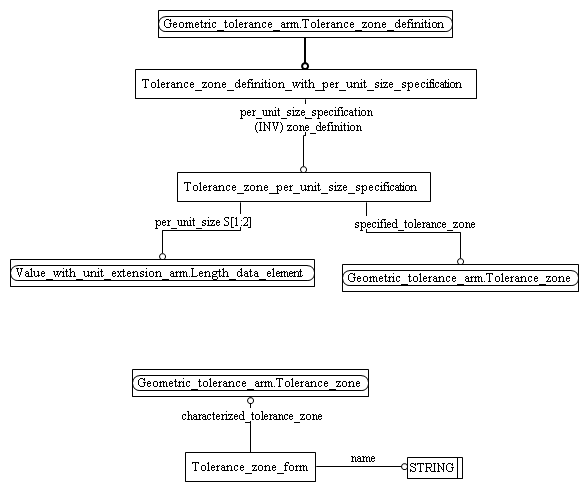 Geometric_tolerance_arm.Tolerance_zone_definition
Tolerance_zone_definition_with_per_unit_size_specification
per_unit_size_specification
(INV) zone_definition
Tolerance_zone_per_unit_size_specification
per_unit_size S[1:2]
specified_tolerance_zone
Value_with_unit_extension_arm.Length_data_element
Geometric_tolerance_arm.Tolerance_zone
Geometric_tolerance_arm.Tolerance_zone
characterized_tolerance_zone
Tolerance_zone_form
name
STRING